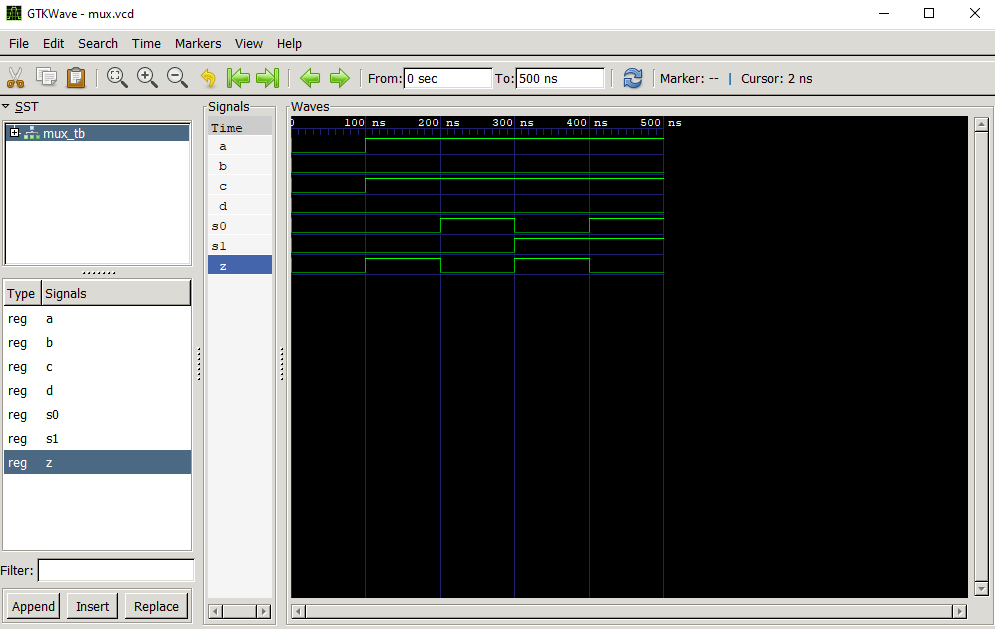 GTKWave - mux.vcd
File Edit Search Time Markers View Help
From: 0 sec To: 500 ns Marker: -- | Cursor: 2 ns
SST
mux_tb
Type Signals
reg a
reg b
reg c
reg d
reg s0
reg s1
reg z
Filter:
Append Insert Replace
Signals
Time
a
b
c
d
s0
s1
z
Waves
0 100 ns 200 ns 300 ns 400 ns 500 ns